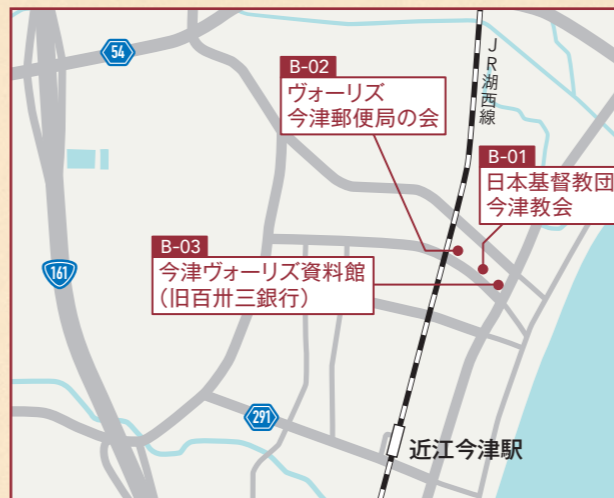 54
B-02
ヴォーリズ
今津郵便局の会
JR湖西線
B-01
日本基督教団
今津教会
B-03
今津ヴォーリズ資料館
(旧百卅三銀行)
161
291
近江今津駅